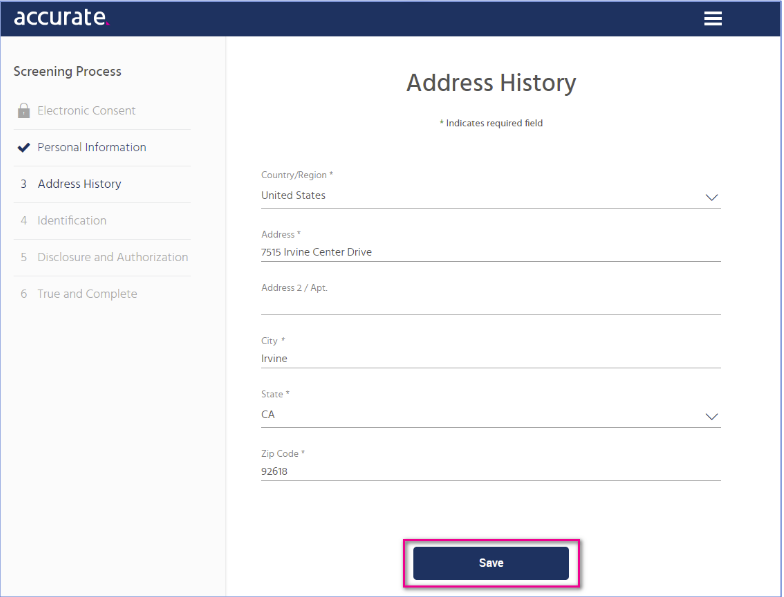 accurate.
Screening Process
Electronic Consent
Personal Information
3 Address History
4 Identification
5 Disclosure and Authorization
6 True and Complete
Address History
* Indicates required field
Country/Region *
United States
Address *
7515 Irvine Center Drive
Address 2 / Apt.
City *
Irvine
State *
CA
Zip Code *
92618
Save